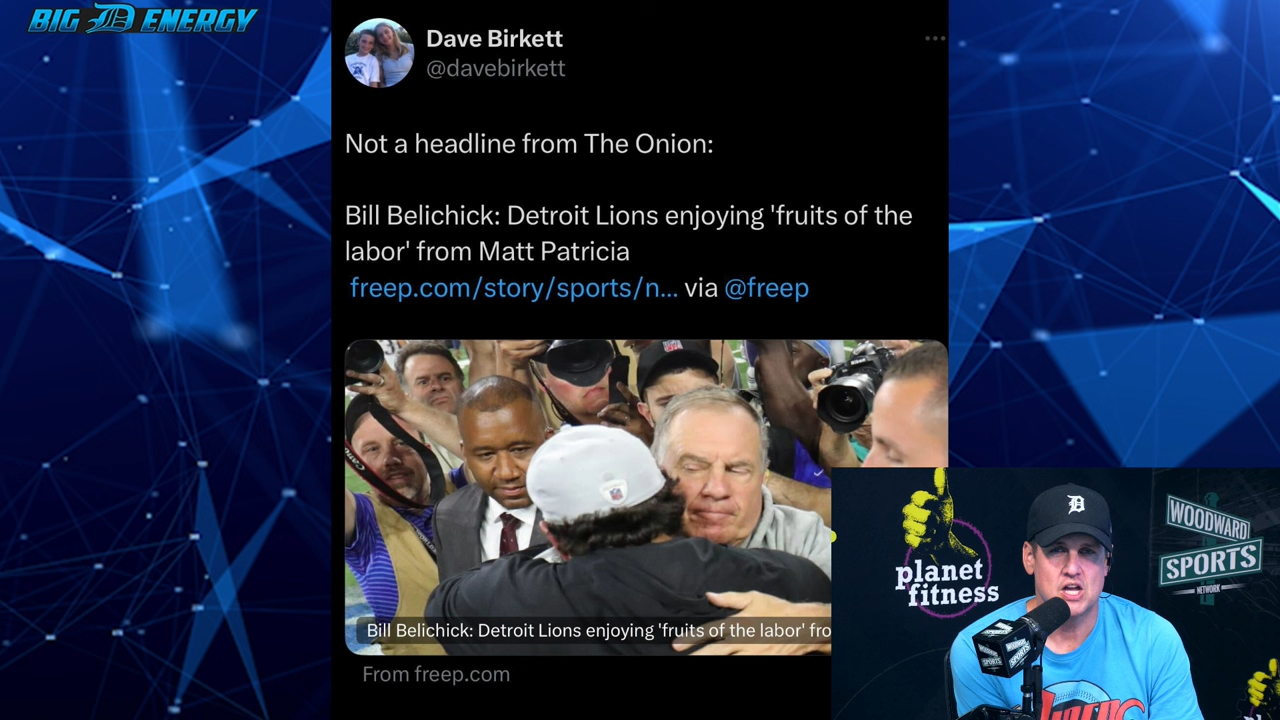 BIG D ENERGY
Dave Birkett
@davebirkett
Not a headline from The Onion:
Bill Belichick: Detroit Lions enjoying 'fruits of the
labor' from Matt Patricia
freep.com/story/sports/n... via @freep
Bill Belichick: Detroit Lions enjoying 'fruits of the labor' fro
From freep.com
planet
fitness
WOODWARD
SPORTS
NETWORK
D
WOODWARD
SPORTS